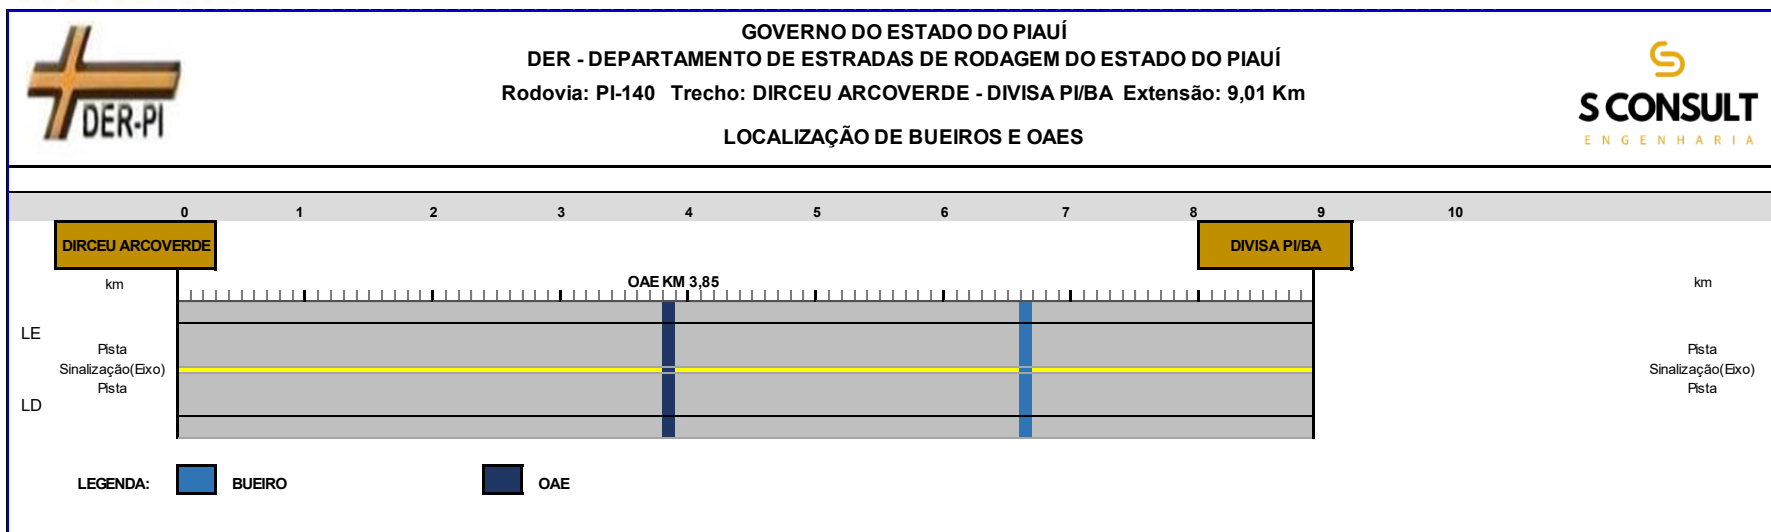 GOVERNO DO ESTADO DO PIAUÍ
DER - DEPARTAMENTO DE ESTRADAS DE RODAGEM DO ESTADO DO PIAUÍ
Rodovia: PI-140 Trecho: DIRCEU ARCOVERDE - DIVISA PI/BA Extensão: 9,01 Km
LOCALIZAÇÃO DE BUEIROS E OAES
DER-PI
S CONSULT
ENGENHARIA
0 1 2 3 4 5 6 7 8 9 10
DIRCEU ARCOVERDE DIVISA PI/BA
km OAE KM 3,85 km
LE
Pista Pista
Sinalização(Eixo) Sinalização(Eixo)
Pista Pista
LD
LEGENDA: BUEIRO OAE